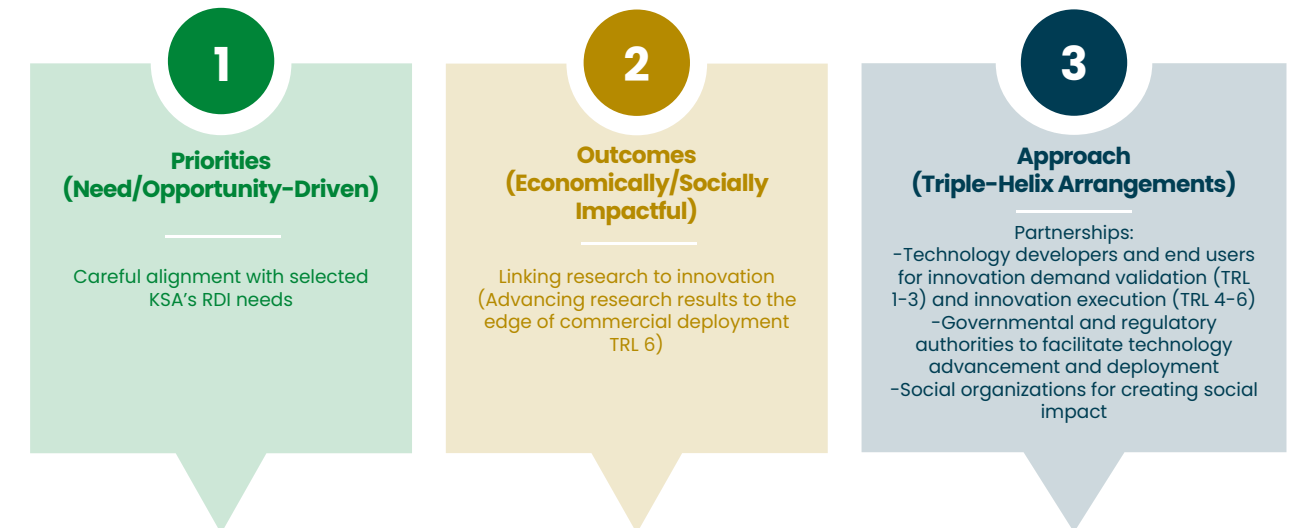 1
Priorities
(Need/Opportunity-Driven)
Careful alignment with selected
KSA's RDI needs
2
Outcomes
(Economically/Socially
Impactful)
Linking research to innovation
(Advancing research results to the
edge of commercial deployment
TRL 6)
3
Approach
(Triple-Helix Arrangements)
Partnerships:
-Technology developers and end users
for innovation demand validation (TRL
1-3) and innovation execution (TRL 4-6)
-Governmental and regulatory
authorities to facilitate technology
advancement and deployment
-Social organizations for creating social
impact